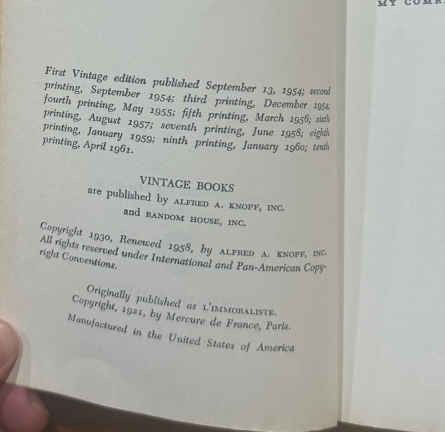 MY COMR
First Vintage edition published September 13, 1954; second
printing, September 1954; third printing, December 1954;
fourth printing, May 1955; fifth printing, March 1956; sixth
printing, August 1957; seventh printing, June 1958; eighth
printing, January 1959; ninth printing, January 1960; tenth
printing, April 1961.
VINTAGE BOOKS
are published by ALFRED A. KNOPF, INC.
and RANDOM HOUSE, INC.
Copyright 1930, Renewed 1958, by ALFRED A. KNOPF, INC.
All rights reserved under International and Pan-American Copy-
right Conventions.
Originally published as L'IMMORALISTE.
Copyright, 1921, by Mercure de France, Paris.
Manufactured in the United States of America